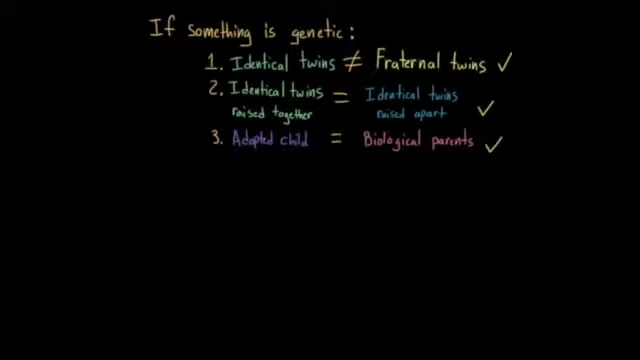 If something is genetic:
1. Identical twins ≠ Fraternal twins ✓
2. Identical twins = Identical twins
raised together raised apart ✓
3. Adopted child = Biological parents ✓